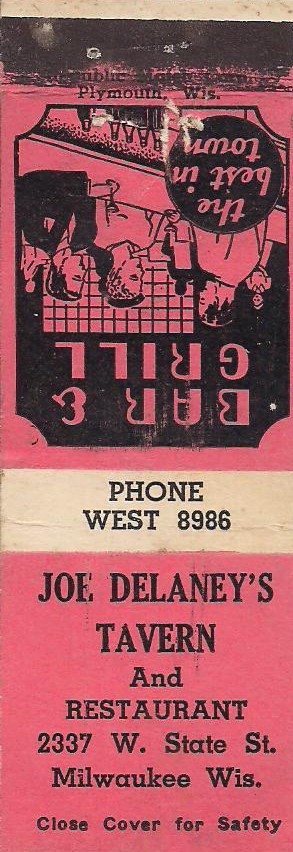 Plymouth, Wis.
the
best in
town
BAR &
GRILL
PHONE
WEST 8986
JOE DELANEY'S
TAVERN
And
RESTAURANT
2337 W. State St.
Milwaukee Wis.
Close Cover for Safety